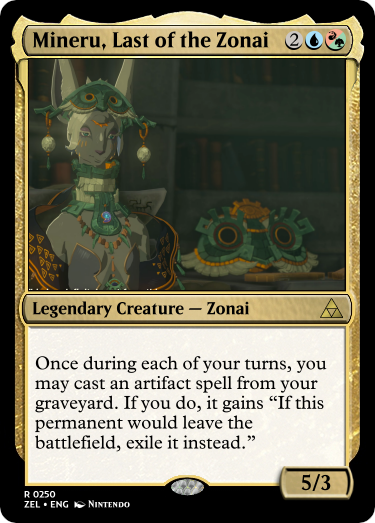 Mineru, Last of the Zonai 2
Legendary Creature — Zonai
Once during each of your turns, you
may cast an artifact spell from your
graveyard. If you do, it gains “If this
permanent would leave the
battlefield, exile it instead.”
5/3
R 0250
ZEL • ENG Nintendo